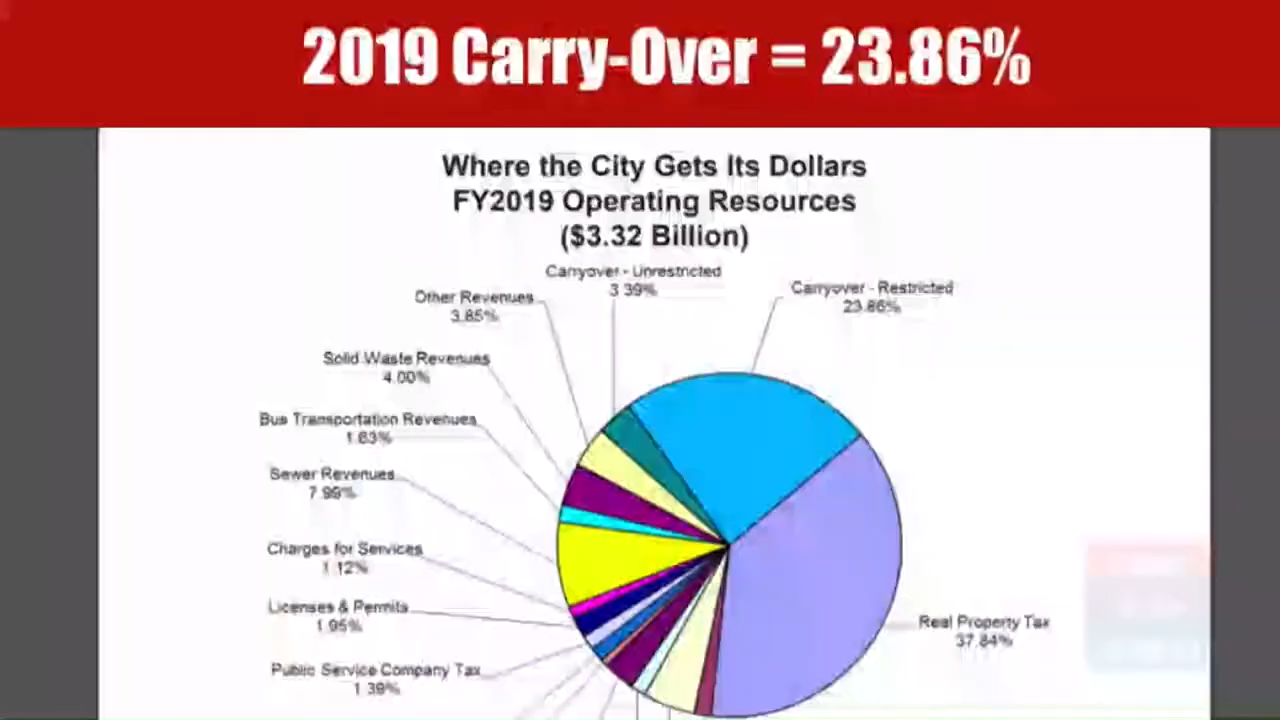 2019 Carry-Over = 23.86%
Where the City Gets Its Dollars
FY2019 Operating Resources
($3.32 Billion)
Carryover - Unrestricted
3.39%
Carryover - Restricted
23.86%
Other Revenues
3.85%
Solid Waste Revenues
4.00%
Bus Transportation Revenues
1.63%
Sewer Revenues
7.99%
Charges for Services
1.12%
Licenses & Permits
1.95%
Real Property Tax
37.84%
Public Service Company Tax
1.39%